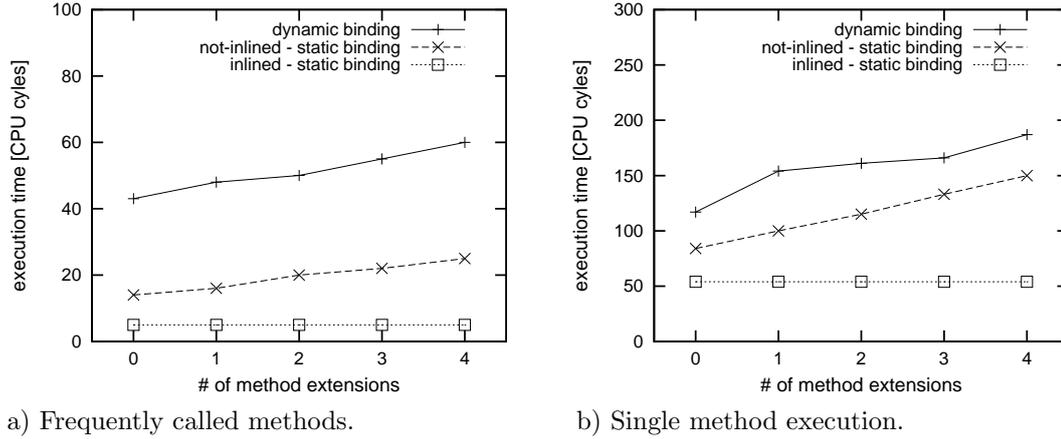 100
80
60
40
20
0
execution time [CPU cyles]
dynamic binding
not-inlined - static binding
inlined - static binding
0 1 2 3 4
# of method extensions
a) Frequently called methods.
300
250
200
150
100
50
0
execution time [CPU cyles]
dynamic binding
not-inlined - static binding
inlined - static binding
0 1 2 3 4
# of method extensions
b) Single method execution.